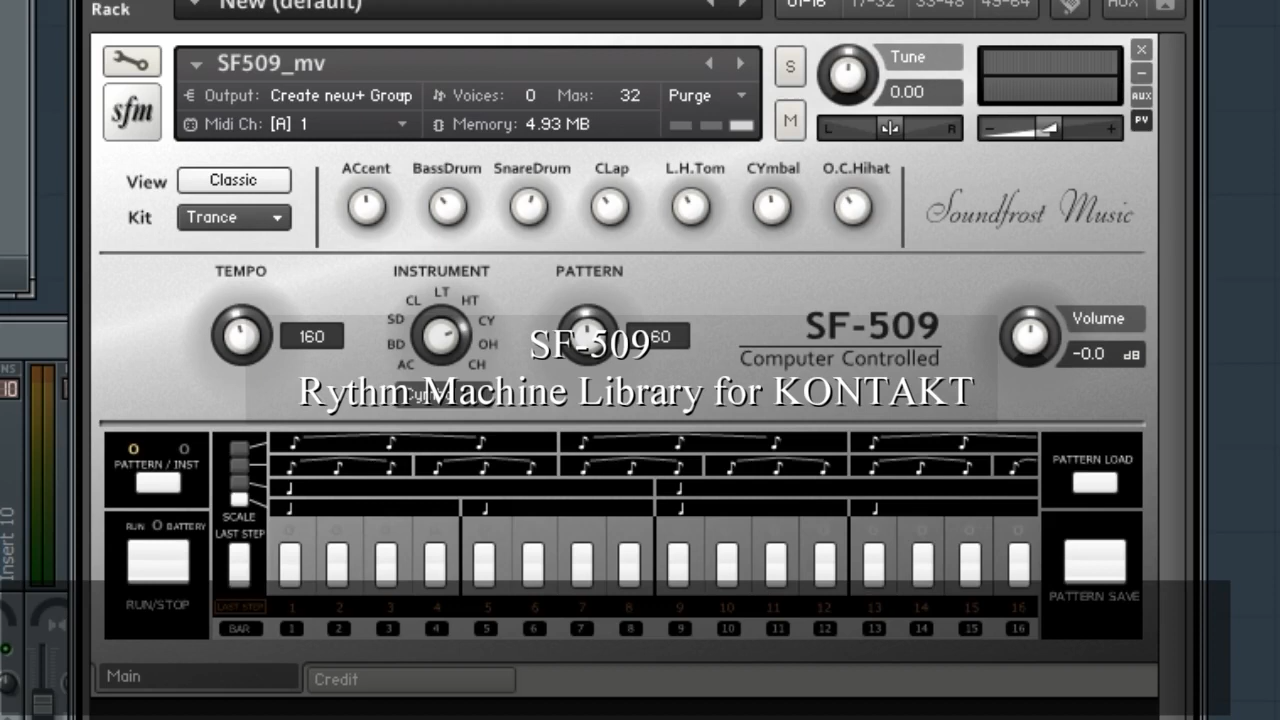 Rack
New (default)
01-16 17-32 33-48 49-64
AUX
SF509_mv
S
Tune
Output: Create new+ Group
Voices: 0 Max: 32
Purge
0.00
AUX
sfm
Midi Ch: [A] 1
Memory: 4.93 MB
M
L R
- +
PV
View Classic
Kit Trance
ACcent BassDrum SnareDrum CLap L.H.Tom CYmbal O.C.Hihat
Soundfrost Music
TEMPO INSTRUMENT PATTERN
LT
CL HT
SD CY
BD OH
AC CH
160
60
SF-509
Computer Controlled
Volume
-0.0 dB
SF-509
Rythm Machine Library for KONTAKT
PATTERN / INST
PATTERN LOAD
SCALE
RUN BATTERY
LAST STEP
RUN/STOP
PATTERN SAVE
LAST STEP 1 2 3 4 5 6 7 8 9 10 11 12 13 14 15 16
BAR 1 2 3 4 5 6 7 8 9 10 11 12 13 14 15 16
Insert 10
Main
Credit